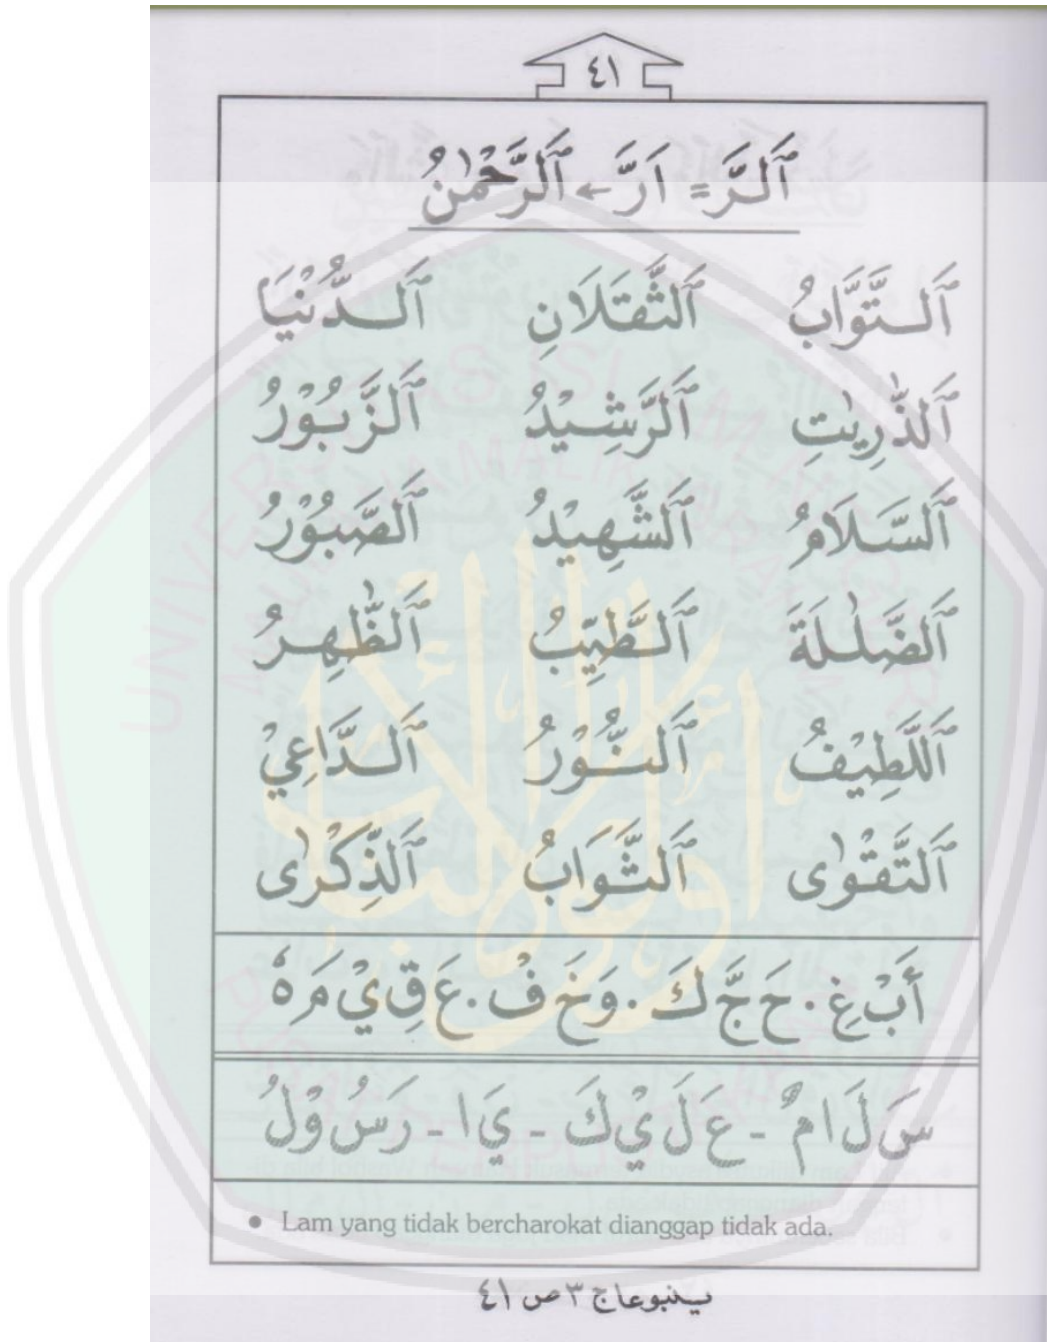 ٤١
اَلرَّ = اَرَّ ← اَلرَّحْمٰنُ
اَلتَّوَّابُ اَلثَّقَلَانِ اَلدُّنْيَا
اَلذّٰرِيٰتِ اَلرَّشِيْدُ اَلزَّبُوْرُ
اَلسَّلَامُ اَلشَّهِيْدُ اَلصَّبُوْرُ
اَلضَّلٰلَةَ اَلطَّيِّبُ اَلظّٰهِرُ
اَللَّطِيْفُ اَلنُّوْرُ اَلدَّاعِيْ
اَلتَّقْوٰى اَلثَّوَابُ اَلذِّكْرٰى
أَبْ غِ . حَ جَّ كَ . وَ خَ فْ . عَ قِ يْ مَ هْ
سَ لَ ا مٌ - عَ لَ يْ كَ - يَ ا - رَ سُ وْ لُ
• Lam yang tidak bercharokat dianggap tidak ada.
ينبوعا ج ٣ ص ٤١